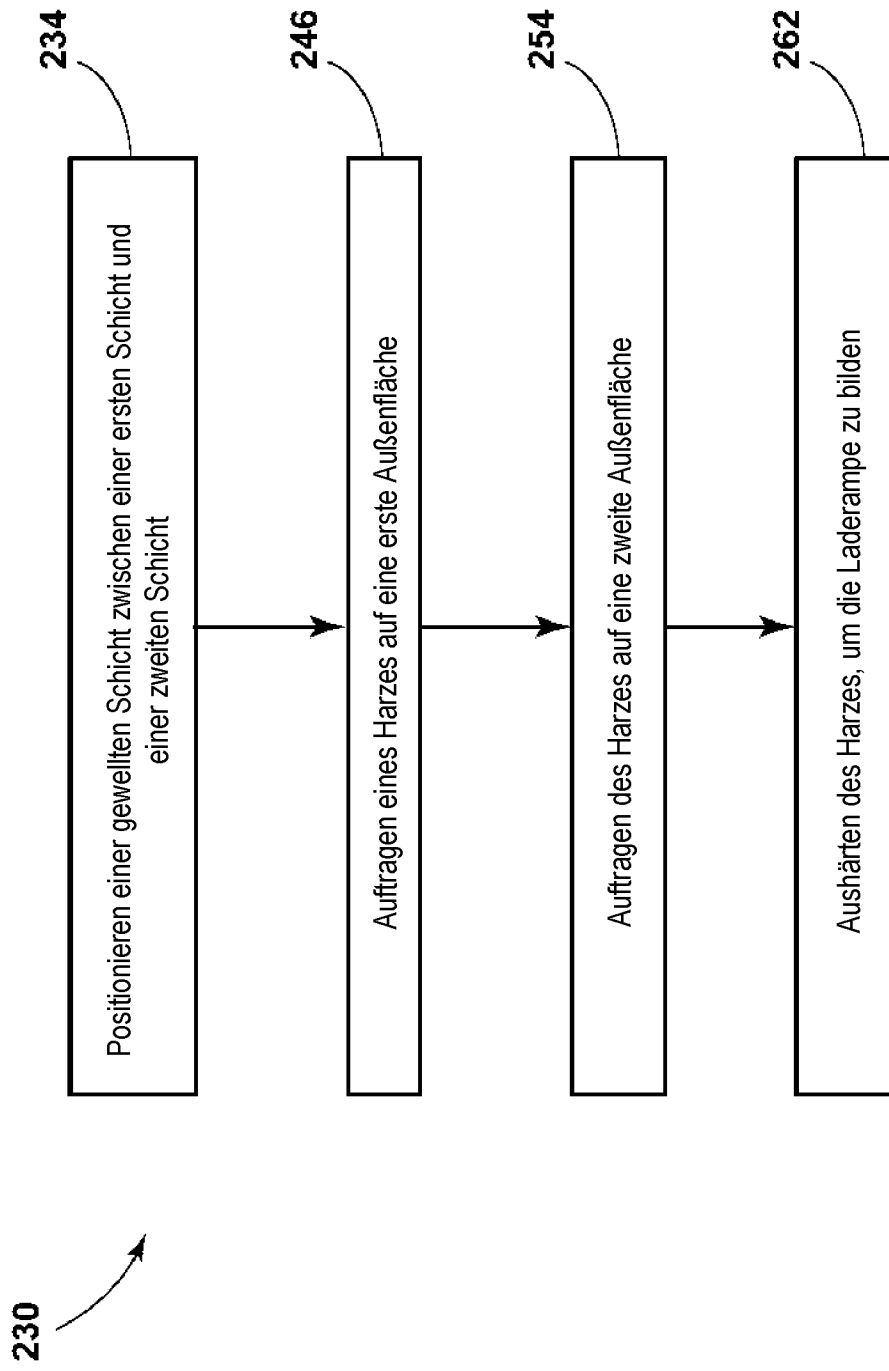 230
Positionieren einer gewellten Schicht zwischen einer ersten Schicht und
einer zweiten Schicht
234
Auftragen eines Harzes auf eine erste Außenfläche
246
Auftragen des Harzes auf eine zweite Außenfläche
254
Aushärten des Harzes, um die Laderampe zu bilden
262